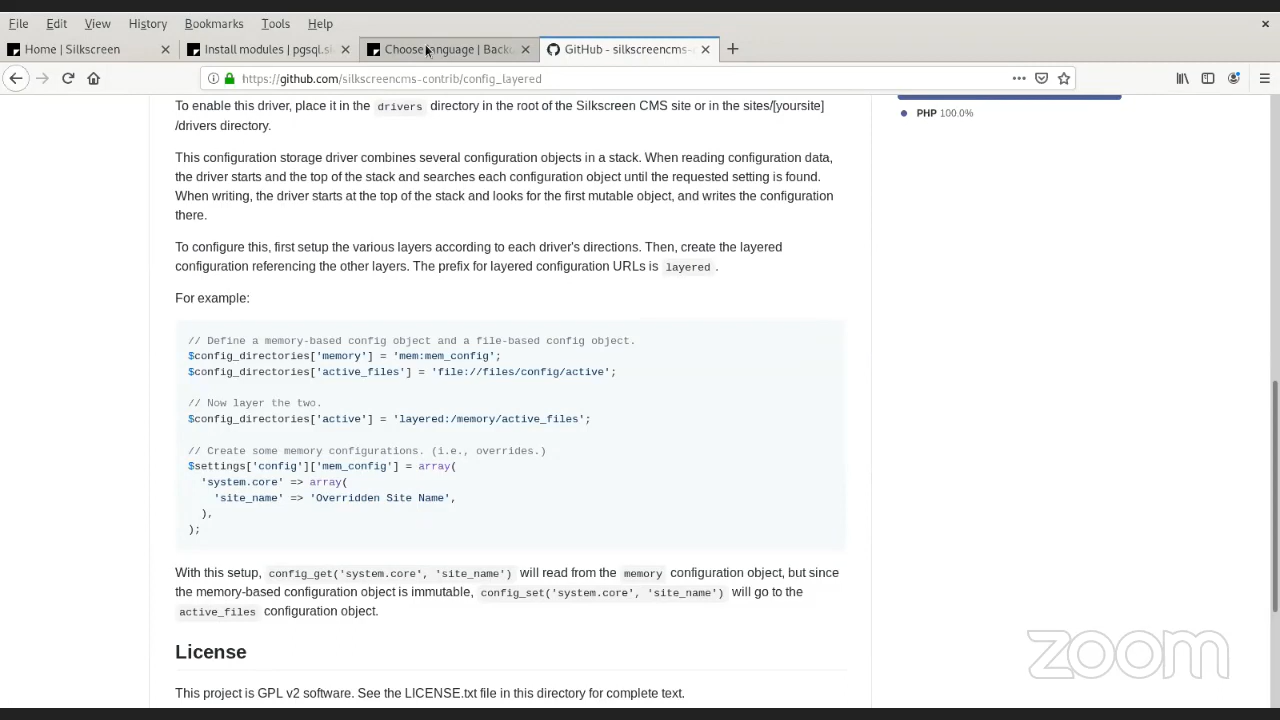 File Edit View History Bookmarks Tools Help
Home | Silkscreen
Install modules | pgsql.si
Choose language | Backd
GitHub - silkscreencms-
https://github.com/silkscreencms-contrib/config_layered
To enable this driver, place it in the drivers directory in the root of the Silkscreen CMS site or in the sites/[yoursite]
/drivers directory.
PHP 100.0%
This configuration storage driver combines several configuration objects in a stack. When reading configuration data,
the driver starts and the top of the stack and searches each configuration object until the requested setting is found.
When writing, the driver starts at the top of the stack and looks for the first mutable object, and writes the configuration
there.
To configure this, first setup the various layers according to each driver's directions. Then, create the layered
configuration referencing the other layers. The prefix for layered configuration URLs is layered .
For example:
// Define a memory-based config object and a file-based config object.
$config_directories['memory'] = 'mem:mem_config';
$config_directories['active_files'] = 'file://files/config/active';
// Now layer the two.
$config_directories['active'] = 'layered:/memory/active_files';
// Create some memory configurations. (i.e., overrides.)
$settings['config']['mem_config'] = array(
'system.core' => array(
'site_name' => 'Overridden Site Name',
),
);
With this setup, config_get('system.core', 'site_name') will read from the memory configuration object, but since
the memory-based configuration object is immutable, config_set('system.core', 'site_name') will go to the
active_files configuration object.
License
This project is GPL v2 software. See the LICENSE.txt file in this directory for complete text.
zoom